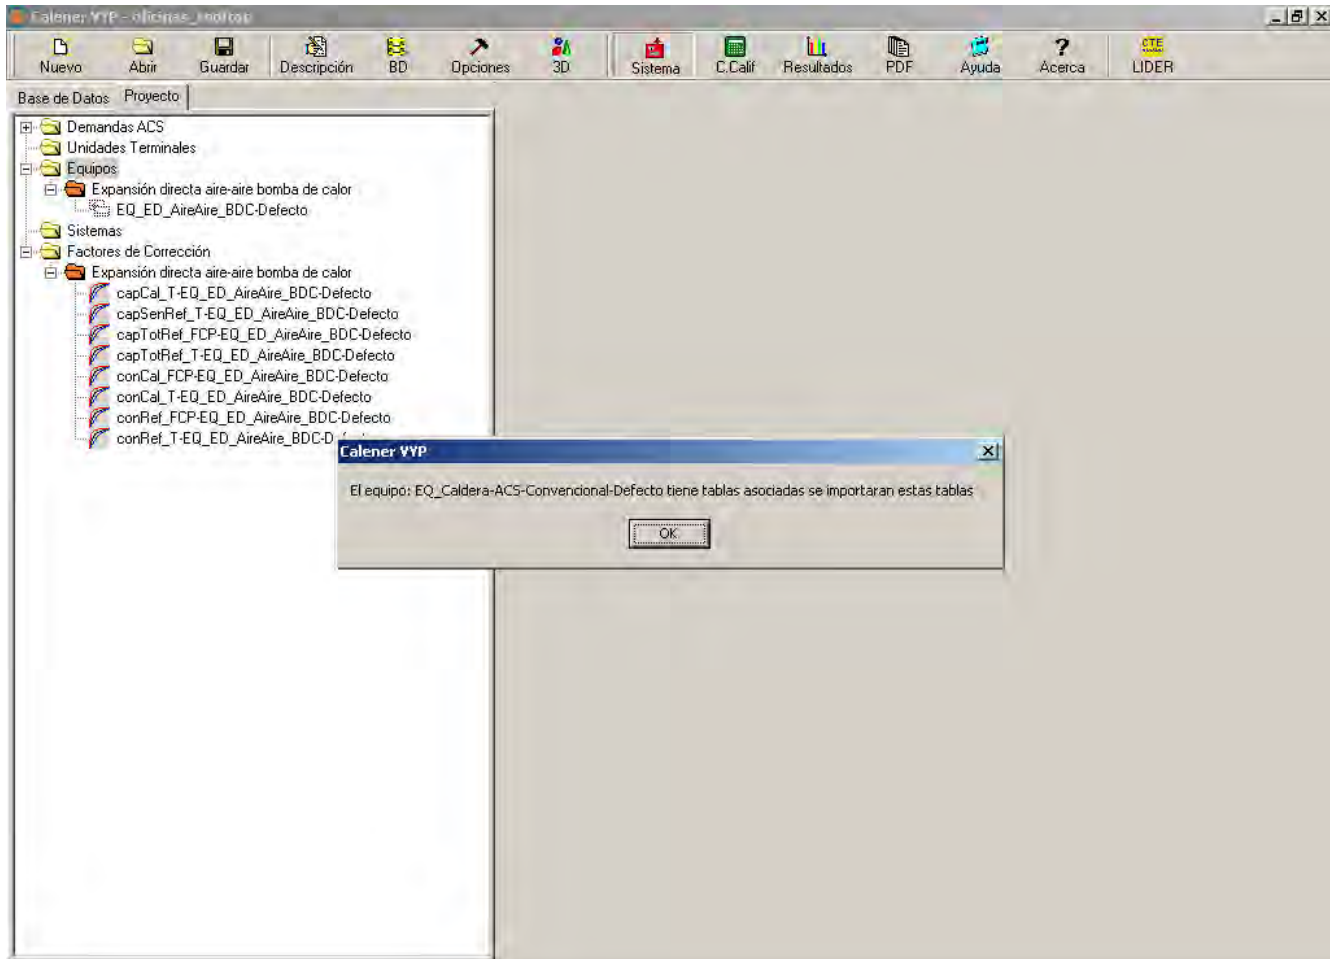 Calener VYP - oficinas_rooftop
Nuevo Abrir Guardar Descripción BD Opciones 3D Sistema C.Calif Resultados PDF Ayuda Acerca CTE LIDER
Base de Datos Proyecto
Demandas ACS
Unidades Terminales
Equipos
Expansión directa aire-aire bomba de calor
EQ_ED_AireAire_BDC-Defecto
Sistemas
Factores de Corrección
Expansión directa aire-aire bomba de calor
capCal_T-EQ_ED_AireAire_BDC-Defecto
capSenRef_T-EQ_ED_AireAire_BDC-Defecto
capTotRef_FCP-EQ_ED_AireAire_BDC-Defecto
capTotRef_T-EQ_ED_AireAire_BDC-Defecto
conCal_FCP-EQ_ED_AireAire_BDC-Defecto
conCal_T-EQ_ED_AireAire_BDC-Defecto
conRef_FCP-EQ_ED_AireAire_BDC-Defecto
conRef_T-EQ_ED_AireAire_BDC-D
Calener VYP
El equipo: EQ_Caldera-ACS-Convencional-Defecto tiene tablas asociadas se importaran estas tablas
OK